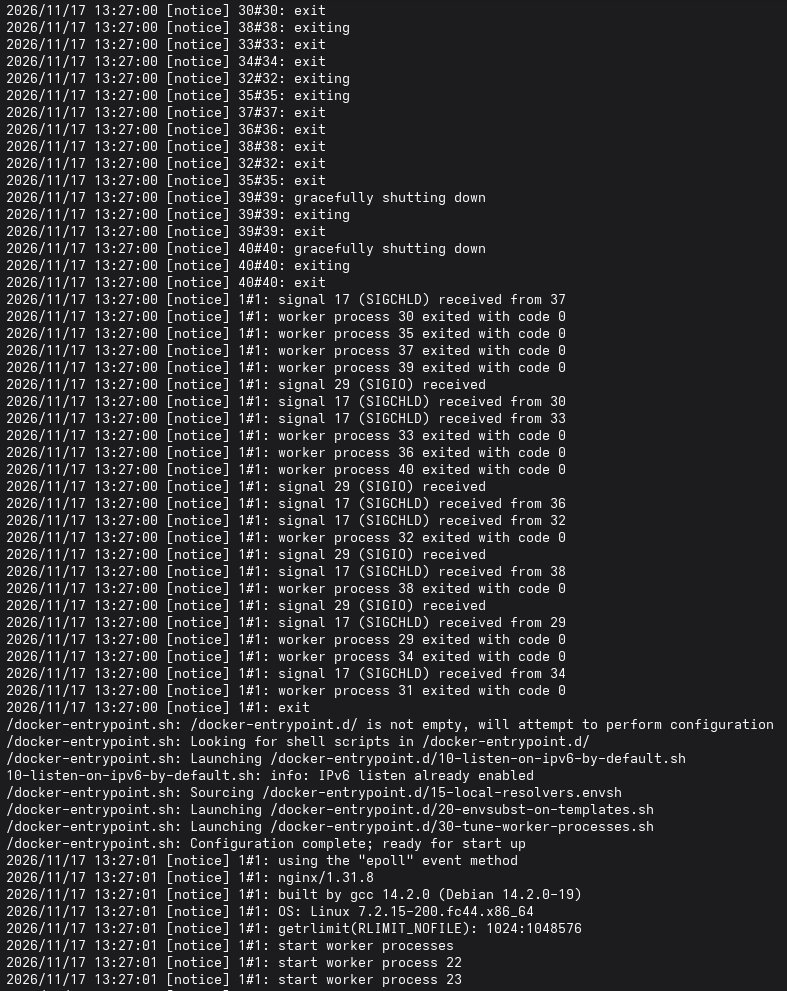 2026/11/17 13:27:00 [notice] 30#30: exit
2026/11/17 13:27:00 [notice] 38#38: exiting
2026/11/17 13:27:00 [notice] 33#33: exit
2026/11/17 13:27:00 [notice] 34#34: exit
2026/11/17 13:27:00 [notice] 32#32: exiting
2026/11/17 13:27:00 [notice] 35#35: exiting
2026/11/17 13:27:00 [notice] 37#37: exit
2026/11/17 13:27:00 [notice] 36#36: exit
2026/11/17 13:27:00 [notice] 38#38: exit
2026/11/17 13:27:00 [notice] 32#32: exit
2026/11/17 13:27:00 [notice] 35#35: exit
2026/11/17 13:27:00 [notice] 39#39: gracefully shutting down
2026/11/17 13:27:00 [notice] 39#39: exiting
2026/11/17 13:27:00 [notice] 39#39: exit
2026/11/17 13:27:00 [notice] 40#40: gracefully shutting down
2026/11/17 13:27:00 [notice] 40#40: exiting
2026/11/17 13:27:00 [notice] 40#40: exit
2026/11/17 13:27:00 [notice] 1#1: signal 17 (SIGCHLD) received from 37
2026/11/17 13:27:00 [notice] 1#1: worker process 30 exited with code 0
2026/11/17 13:27:00 [notice] 1#1: worker process 35 exited with code 0
2026/11/17 13:27:00 [notice] 1#1: worker process 37 exited with code 0
2026/11/17 13:27:00 [notice] 1#1: worker process 39 exited with code 0
2026/11/17 13:27:00 [notice] 1#1: signal 29 (SIGIO) received
2026/11/17 13:27:00 [notice] 1#1: signal 17 (SIGCHLD) received from 30
2026/11/17 13:27:00 [notice] 1#1: signal 17 (SIGCHLD) received from 33
2026/11/17 13:27:00 [notice] 1#1: worker process 33 exited with code 0
2026/11/17 13:27:00 [notice] 1#1: worker process 36 exited with code 0
2026/11/17 13:27:00 [notice] 1#1: worker process 40 exited with code 0
2026/11/17 13:27:00 [notice] 1#1: signal 29 (SIGIO) received
2026/11/17 13:27:00 [notice] 1#1: signal 17 (SIGCHLD) received from 36
2026/11/17 13:27:00 [notice] 1#1: signal 17 (SIGCHLD) received from 32
2026/11/17 13:27:00 [notice] 1#1: worker process 32 exited with code 0
2026/11/17 13:27:00 [notice] 1#1: signal 29 (SIGIO) received
2026/11/17 13:27:00 [notice] 1#1: signal 17 (SIGCHLD) received from 38
2026/11/17 13:27:00 [notice] 1#1: worker process 38 exited with code 0
2026/11/17 13:27:00 [notice] 1#1: signal 29 (SIGIO) received
2026/11/17 13:27:00 [notice] 1#1: signal 17 (SIGCHLD) received from 29
2026/11/17 13:27:00 [notice] 1#1: worker process 29 exited with code 0
2026/11/17 13:27:00 [notice] 1#1: worker process 34 exited with code 0
2026/11/17 13:27:00 [notice] 1#1: signal 17 (SIGCHLD) received from 34
2026/11/17 13:27:00 [notice] 1#1: worker process 31 exited with code 0
2026/11/17 13:27:00 [notice] 1#1: exit
/docker-entrypoint.sh: /docker-entrypoint.d/ is not empty, will attempt to perform configuration
/docker-entrypoint.sh: Looking for shell scripts in /docker-entrypoint.d/
/docker-entrypoint.sh: Launching /docker-entrypoint.d/10-listen-on-ipv6-by-default.sh
10-listen-on-ipv6-by-default.sh: info: IPv6 listen already enabled
/docker-entrypoint.sh: Sourcing /docker-entrypoint.d/15-local-resolvers.envsh
/docker-entrypoint.sh: Launching /docker-entrypoint.d/20-envsubst-on-templates.sh
/docker-entrypoint.sh: Launching /docker-entrypoint.d/30-tune-worker-processes.sh
/docker-entrypoint.sh: Configuration complete; ready for start up
2026/11/17 13:27:01 [notice] 1#1: using the "epoll" event method
2026/11/17 13:27:01 [notice] 1#1: nginx/1.31.8
2026/11/17 13:27:01 [notice] 1#1: built by gcc 14.2.0 (Debian 14.2.0-19)
2026/11/17 13:27:01 [notice] 1#1: OS: Linux 7.2.15-200.fc44.x86_64
2026/11/17 13:27:01 [notice] 1#1: getrlimit(RLIMIT_NOFILE): 1024:1048576
2026/11/17 13:27:01 [notice] 1#1: start worker processes
2026/11/17 13:27:01 [notice] 1#1: start worker process 22
2026/11/17 13:27:01 [notice] 1#1: start worker process 23